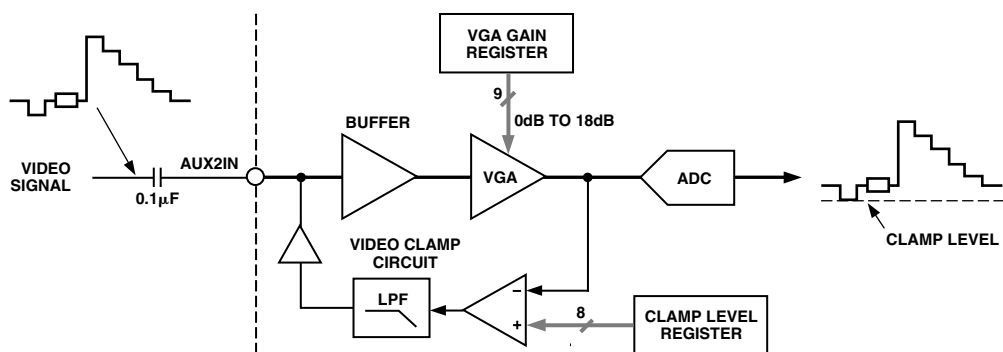 VGA GAIN
REGISTER
9
0dB TO 18dB
BUFFER
VIDEO
SIGNAL
0.1µF
AUX2IN
VGA
ADC
CLAMP LEVEL
VIDEO CLAMP
CIRCUIT
LPF
–
+
8
CLAMP LEVEL
REGISTER